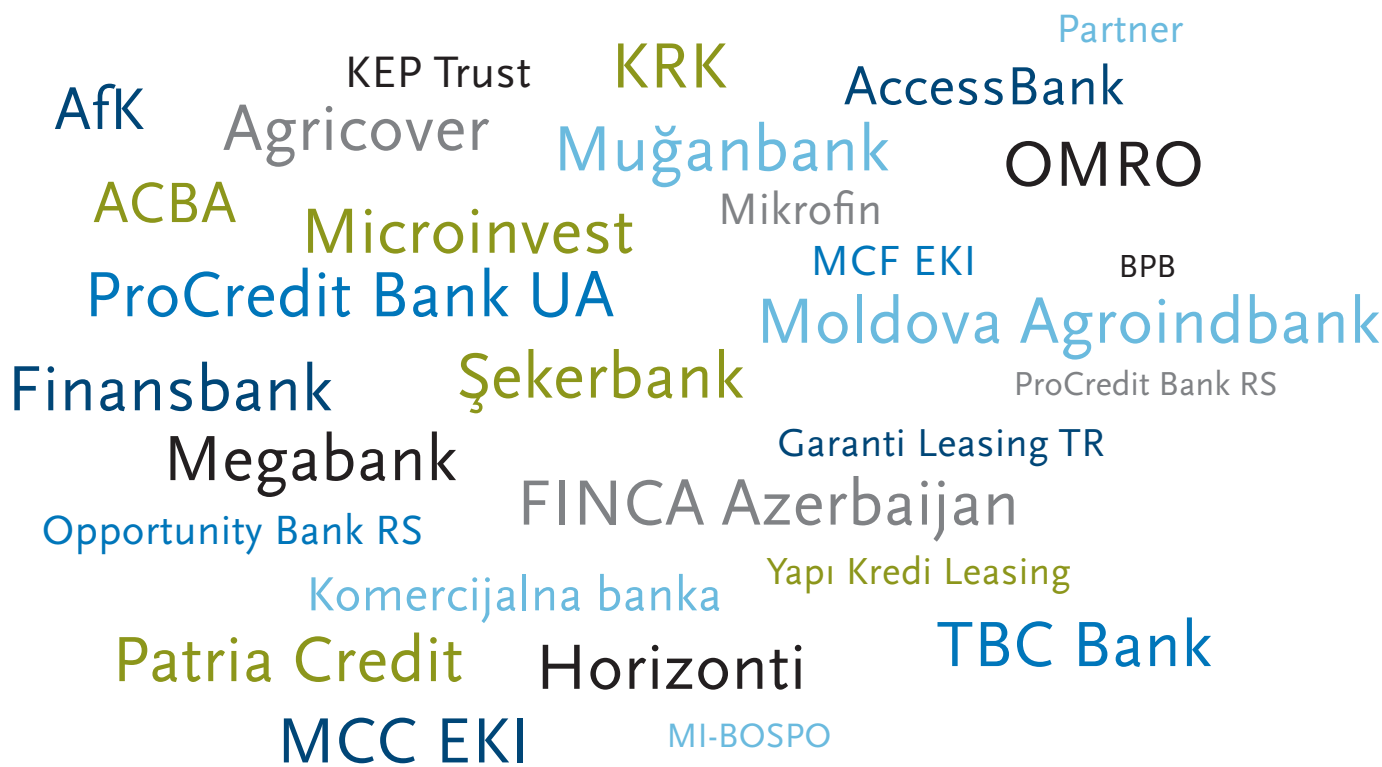 Partner
KEP Trust
KRK
AccessBank
AfK
Agricover
Muğanbank
OMRO
ACBA
Microinvest
Mikrofin
MCF EKI
BPB
ProCredit Bank UA
Moldova Agroindbank
Finansbank
Şekerbank
ProCredit Bank RS
Megabank
Garanti Leasing TR
FINCA Azerbaijan
Opportunity Bank RS
Yapı Kredi Leasing
Komercijalna banka
TBC Bank
Patria Credit
Horizonti
MCC EKI
MI-BOSPO